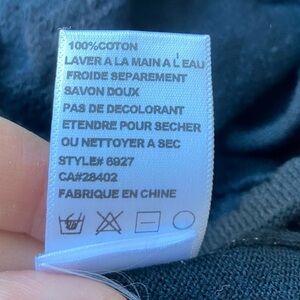 100%COTON
LAVER A LA MAIN A L'EAU
FROIDE SEPAREMENT
SAVON DOUX
PAS DE DECOLORANT
ETENDRE POUR SECHER
OU NETTOYER A SEC
STYLE# 6927
CA#28402
FABRIQUE EN CHINE